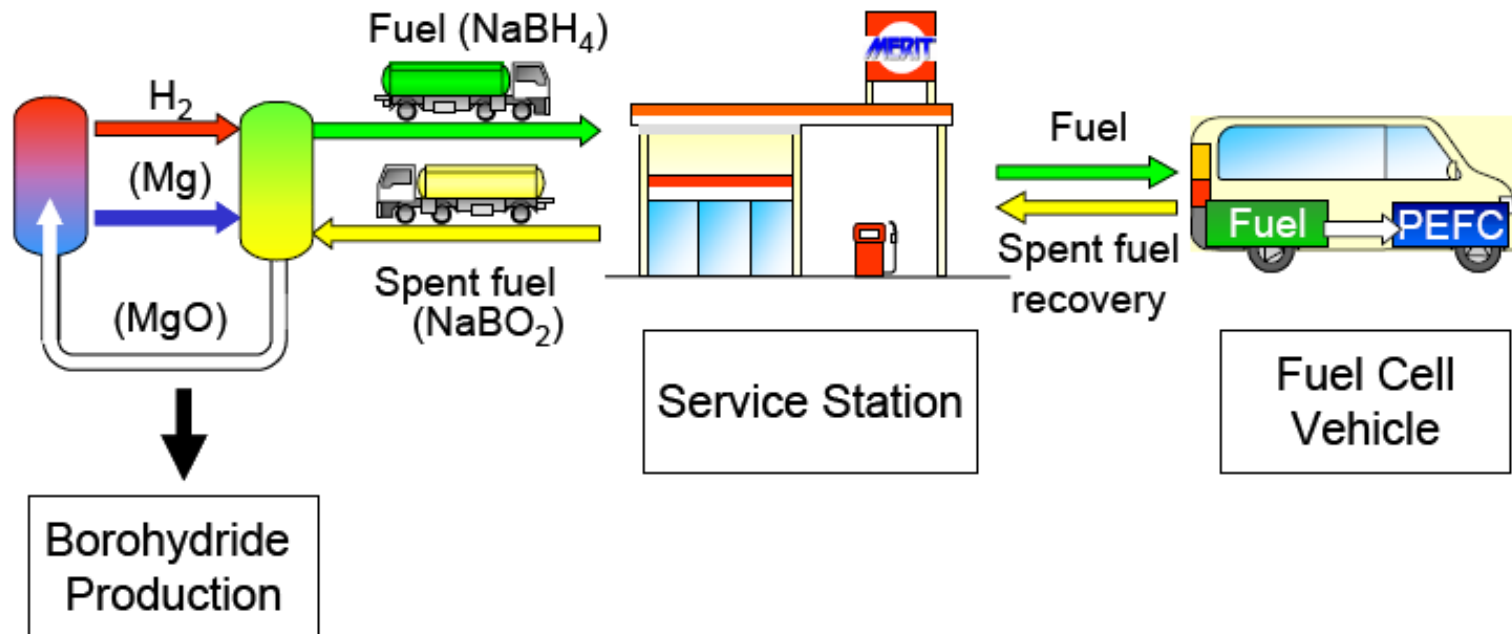 Fuel (NaBH₄)
MERIT
H₂
(Mg)
(MgO)
Spent fuel
(NaBO₂)
Fuel
Spent fuel
recovery
Fuel
PEFC
Service Station
Fuel Cell
Vehicle
Borohydride
Production